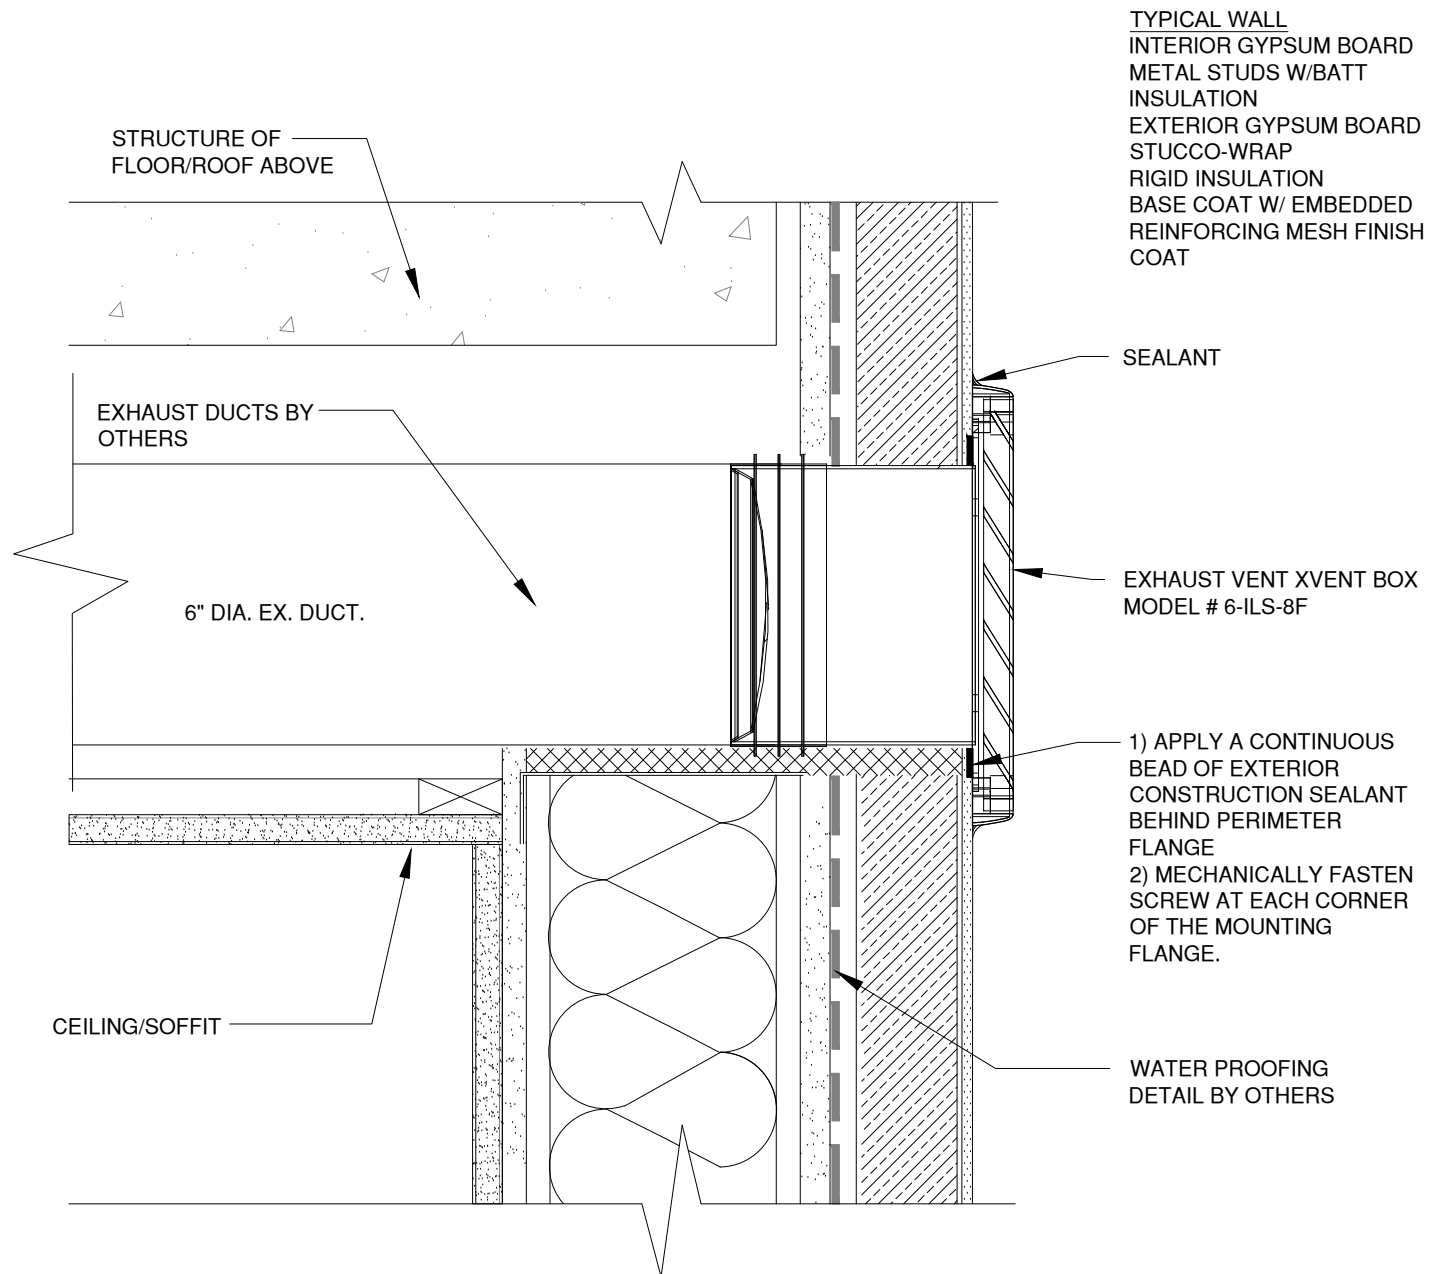 TYPICAL WALL
INTERIOR GYPSUM BOARD
METAL STUDS W/BATT
INSULATION
EXTERIOR GYPSUM BOARD
STUCCO-WRAP
RIGID INSULATION
BASE COAT W/ EMBEDDED
REINFORCING MESH FINISH
COAT
STRUCTURE OF
FLOOR/ROOF ABOVE
SEALANT
EXHAUST DUCTS BY
OTHERS
EXHAUST VENT XVENT BOX
MODEL # 6-ILS-8F
6" DIA. EX. DUCT.
1) APPLY A CONTINUOUS
BEAD OF EXTERIOR
CONSTRUCTION SEALANT
BEHIND PERIMETER
FLANGE
2) MECHANICALLY FASTEN
SCREW AT EACH CORNER
OF THE MOUNTING
FLANGE.
CEILING/SOFFIT
WATER PROOFING
DETAIL BY OTHERS